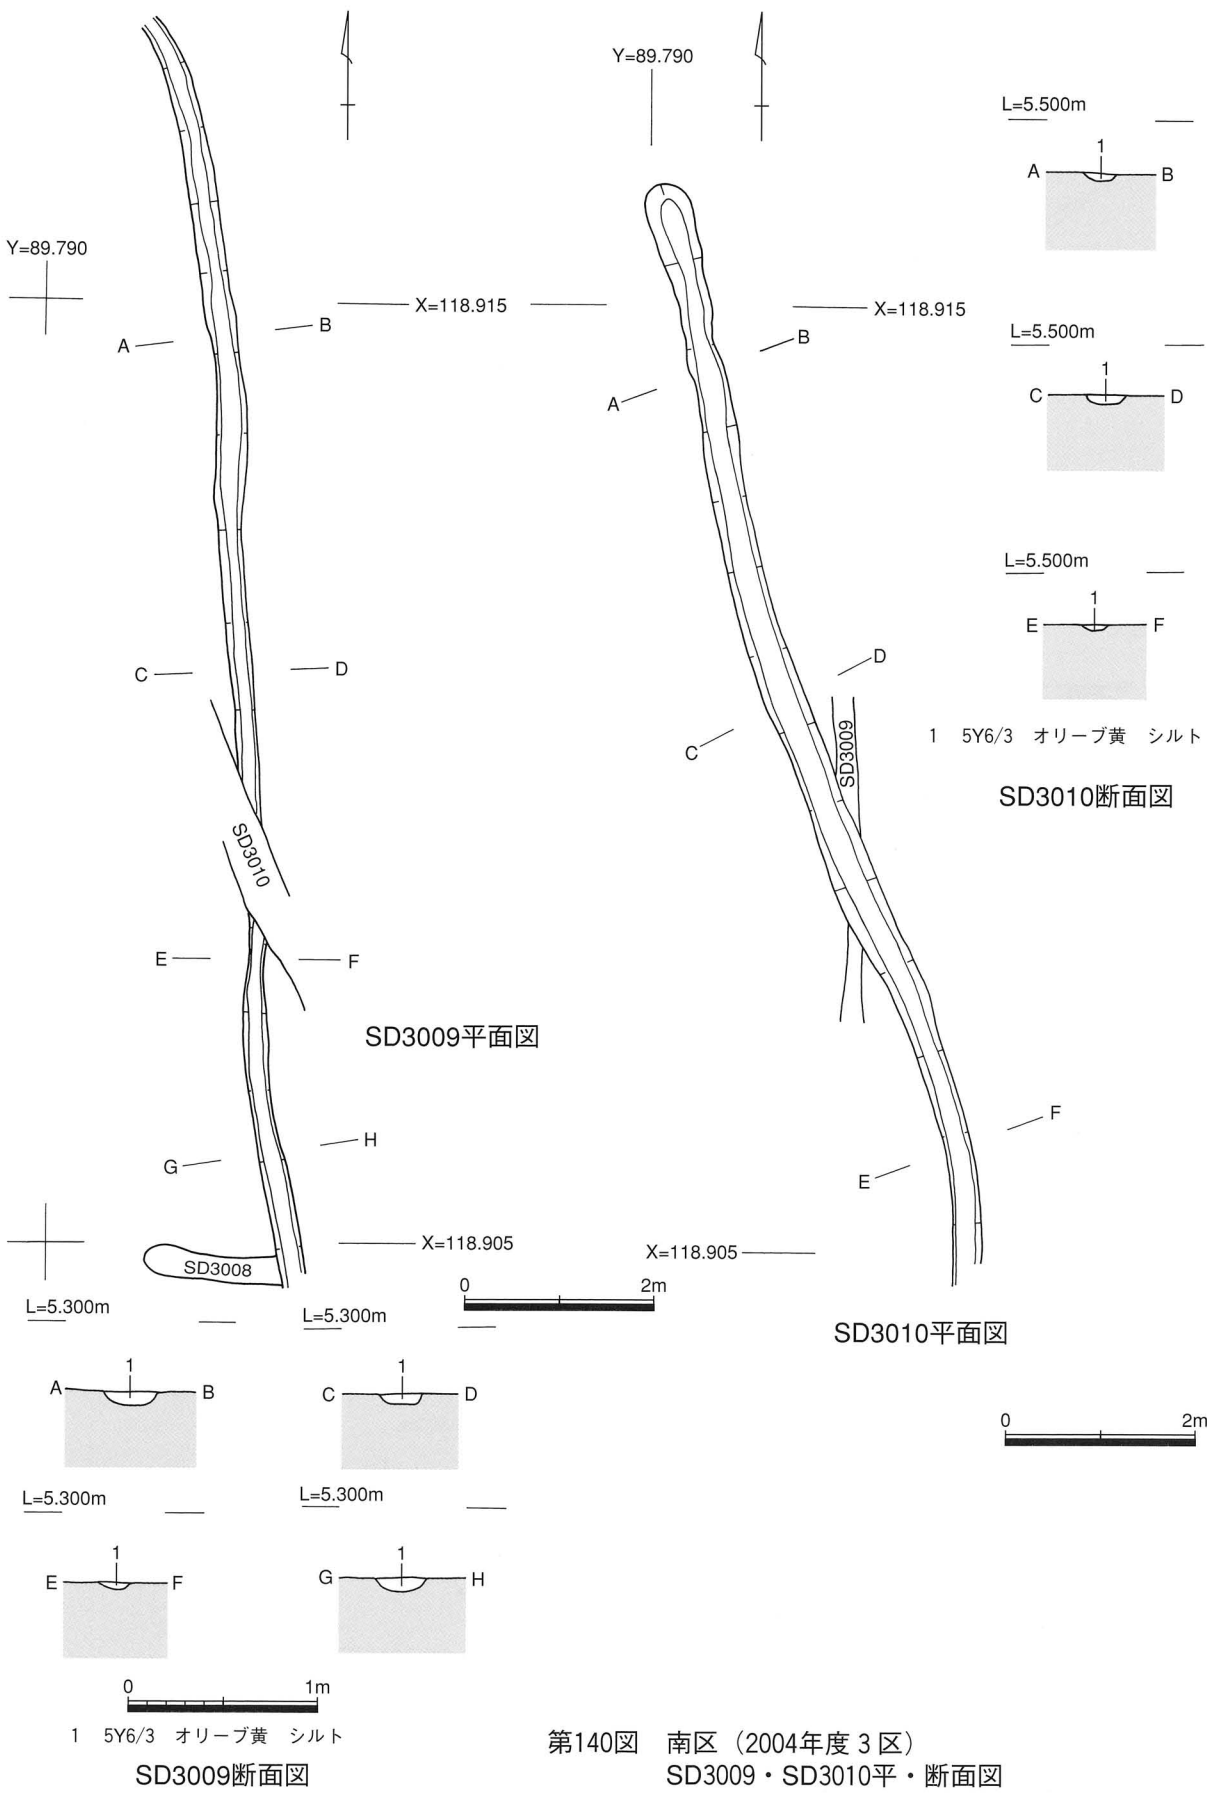 Y=89.790
X=118.915
A
B
C
D
SD3010
E
F
SD3009平面図
G
H
X=118.905
SD3008
0 2m
Y=89.790
X=118.915
B
A
D
C
SD3009
F
E
X=118.905
SD3010平面図
0 2m
L=5.500m
1
A B
L=5.500m
1
C D
L=5.500m
1
E F
1 5Y6/3 オリーブ黄 シルト
SD3010断面図
L=5.300m
1
A B
L=5.300m
1
C D
L=5.300m
1
E F
L=5.300m
1
G H
0 1m
1 5Y6/3 オリーブ黄 シルト
SD3009断面図
第140図 南区（2004年度3区）
SD3009・SD3010平・断面図